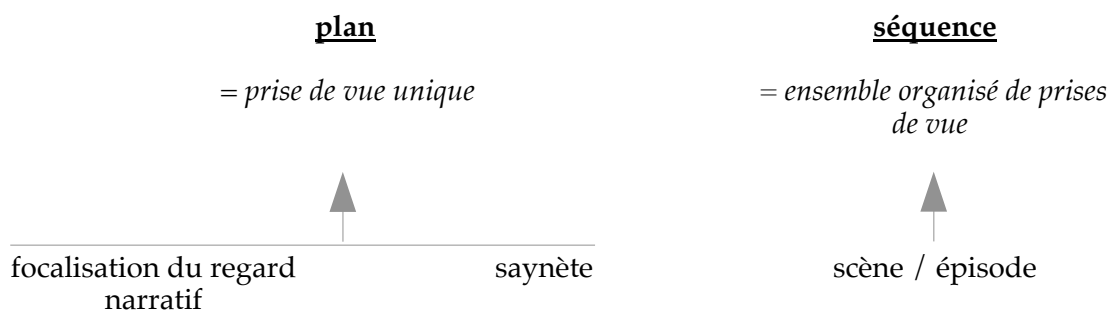 plan
séquence
= prise de vue unique
= ensemble organisé de prises
de vue
focalisation du regard
narratif
saynète
scène / épisode